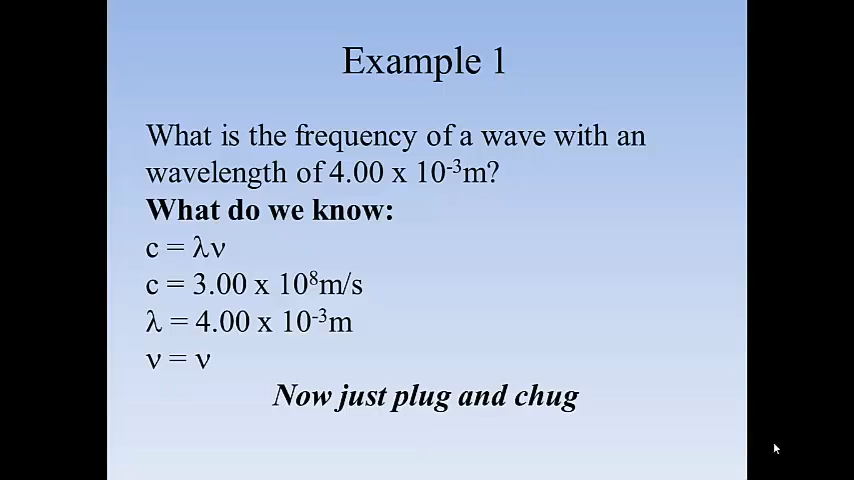 Example 1
What is the frequency of a wave with an
wavelength of 4.00 x 10⁻³m?
What do we know:
c = λν
c = 3.00 x 10⁸m/s
λ = 4.00 x 10⁻³m
ν = ν
Now just plug and chug